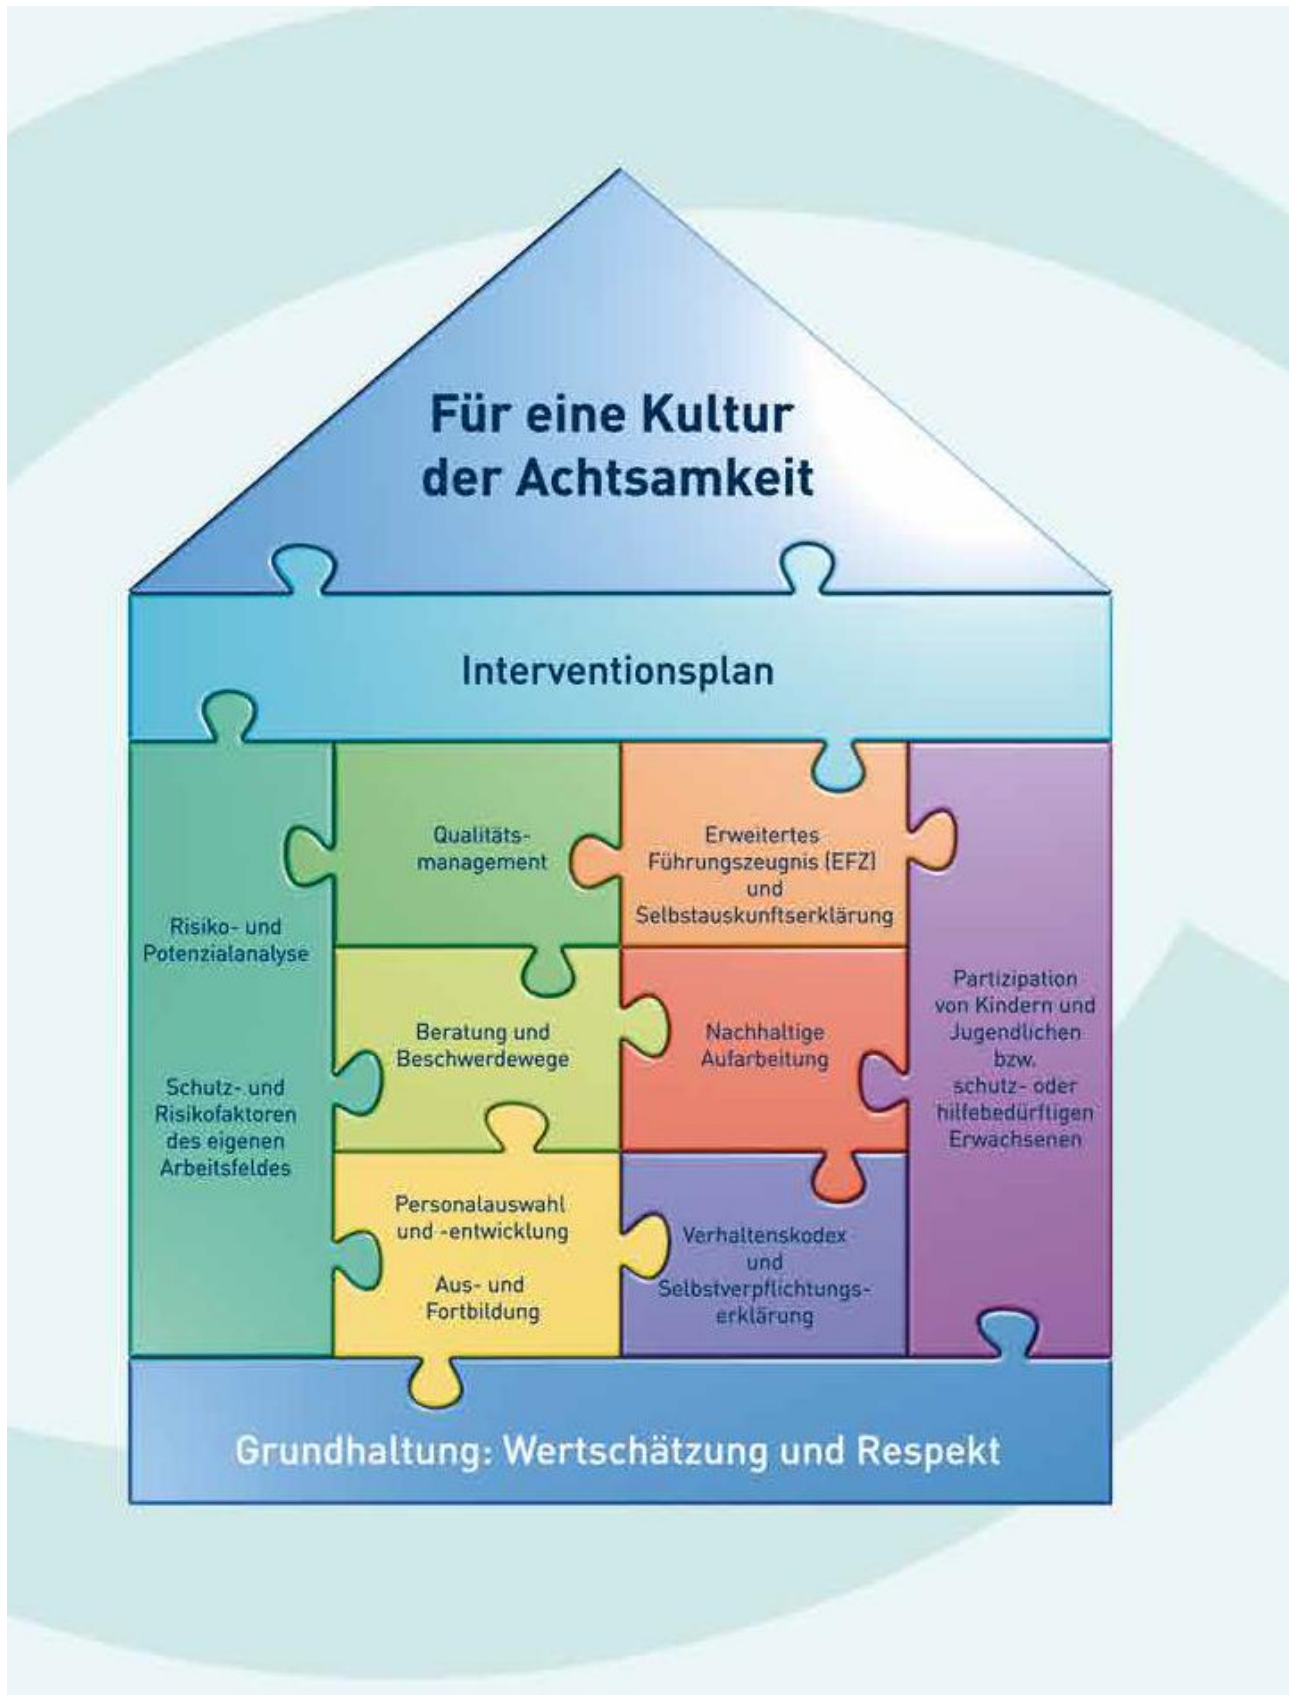 Für eine Kultur
der Achtsamkeit
Interventionsplan
Risiko- und
Potenzialanalyse
Schutz- und
Risikofaktoren
des eigenen
Arbeitsfeldes
Qualitäts-
management
Erweitertes
Führungszeugnis (EFZ)
und
Selbstauskunftserklärung
Beratung und
Beschwerdewege
Nachhaltige
Aufarbeitung
Personalauswahl
und -entwicklung
Aus- und
Fortbildung
Verhaltenskodex
und
Selbstverpflichtungs-
erklärung
Partizipation
von Kindern und
Jugendlichen
bzw.
schutz- oder
hilfebedürftigen
Erwachsenen
Grundhaltung: Wertschätzung und Respekt